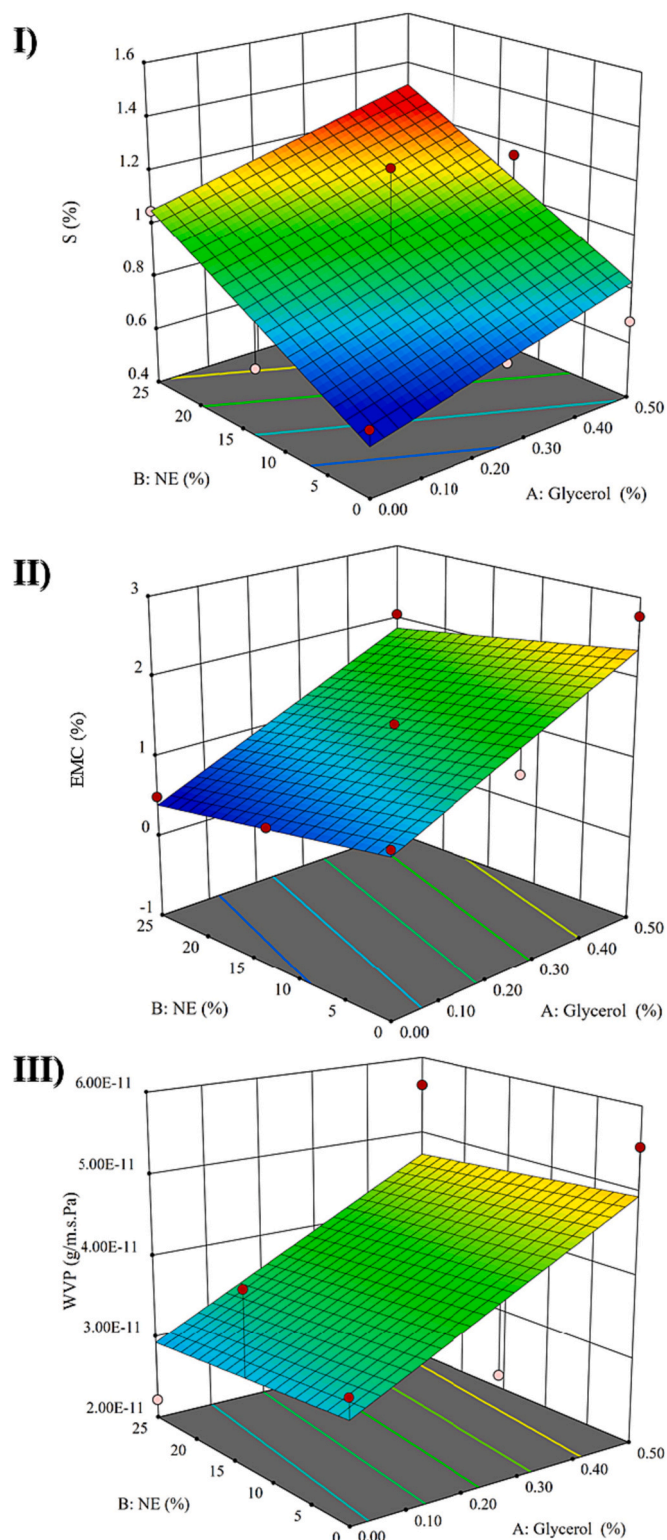 I)
1.6
1.4
1.2
1
0.8
0.6
0.4
S (%)
25
20
15
10
5
0
B: NE (%)
0.00
0.10
0.20
0.30
0.40
0.50
A: Glycerol (%)
II)
3
2
1
0
-1
EMC (%)
25
20
15
10
5
0
B: NE (%)
0.00
0.10
0.20
0.30
0.40
0.50
A: Glycerol (%)
III)
6.00E-11
5.00E-11
4.00E-11
3.00E-11
2.00E-11
WVP (g/m.s.Pa)
25
20
15
10
5
0
B: NE (%)
0.00
0.10
0.20
0.30
0.40
0.50
A: Glycerol (%)